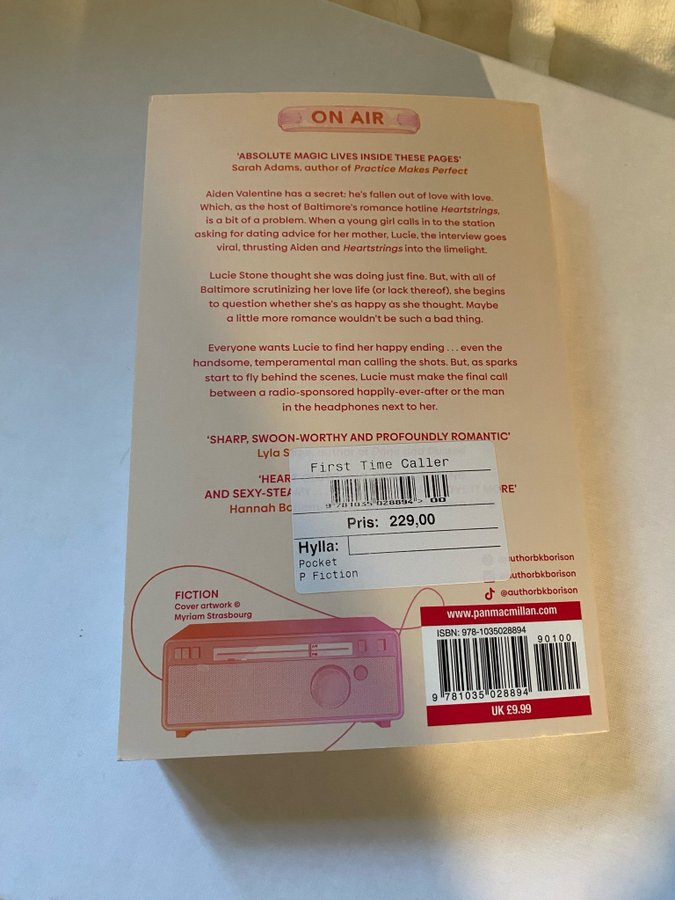 ON AIR
'ABSOLUTE MAGIC LIVES INSIDE THESE PAGES'
Sarah Adams, author of Practice Makes Perfect
Aiden Valentine has a secret: he's fallen out of love with love.
Which, as the host of Baltimore's romance hotline Heartstrings,
is a bit of a problem. When a young girl calls in to the station
asking for dating advice for her mother, Lucie, the interview goes
viral, thrusting Aiden and Heartstrings into the limelight.
Lucie Stone thought she was doing just fine. But, with all of
Baltimore scrutinizing her love life (or lack thereof), she begins
to question whether she's as happy as she thought. Maybe
a little more romance wouldn't be such a bad thing.
Everyone wants Lucie to find her happy ending . . . even the
handsome, temperamental man calling the shots. But, as sparks
start to fly behind the scenes, Lucie must make the final call
between a radio-sponsored happily-ever-after or the man
in the headphones next to her.
'SHARP, SWOON-WORTHY AND PROFOUNDLY ROMANTIC'
Lyla
AND MORE'
Hannah
First Time Caller
9 781035 028894 > 00
Pris: 229,00
Hylla:
Pocket
P Fiction
authorbkborison
authorbkborison
@authorbkborison
FICTION
Cover artwork ©
Myriam Strasbourg
AM
FM
www.panmacmillan.com
ISBN: 978-1035028894
90100
9 781035 028894
UK £9.99